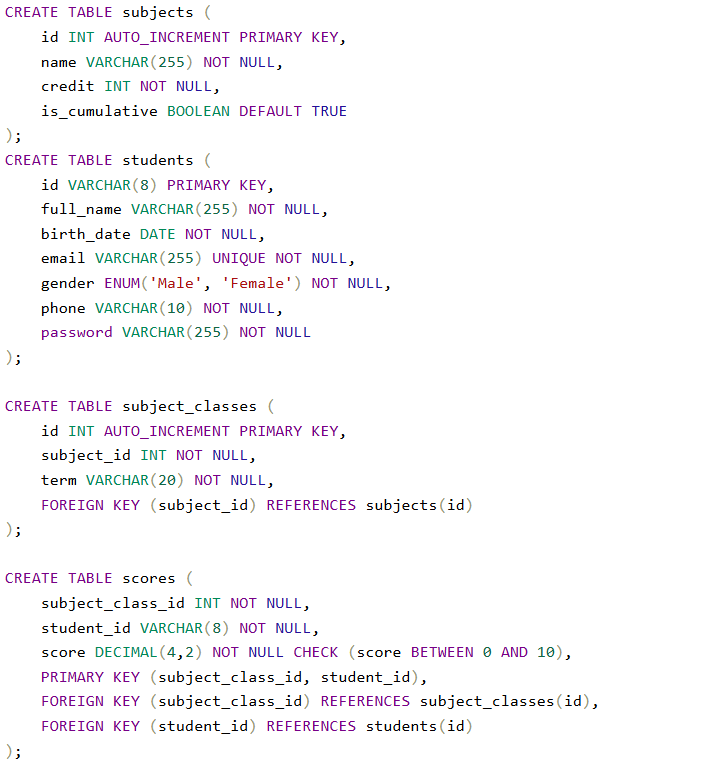 CREATE TABLE subjects (
    id INT AUTO_INCREMENT PRIMARY KEY,
    name VARCHAR(255) NOT NULL,
    credit INT NOT NULL,
    is_cumulative BOOLEAN DEFAULT TRUE
);
CREATE TABLE students (
    id VARCHAR(8) PRIMARY KEY,
    full_name VARCHAR(255) NOT NULL,
    birth_date DATE NOT NULL,
    email VARCHAR(255) UNIQUE NOT NULL,
    gender ENUM('Male', 'Female') NOT NULL,
    phone VARCHAR(10) NOT NULL,
    password VARCHAR(255) NOT NULL
);

CREATE TABLE subject_classes (
    id INT AUTO_INCREMENT PRIMARY KEY,
    subject_id INT NOT NULL,
    term VARCHAR(20) NOT NULL,
    FOREIGN KEY (subject_id) REFERENCES subjects(id)
);

CREATE TABLE scores (
    subject_class_id INT NOT NULL,
    student_id VARCHAR(8) NOT NULL,
    score DECIMAL(4,2) NOT NULL CHECK (score BETWEEN 0 AND 10),
    PRIMARY KEY (subject_class_id, student_id),
    FOREIGN KEY (subject_class_id) REFERENCES subject_classes(id),
    FOREIGN KEY (student_id) REFERENCES students(id)
);